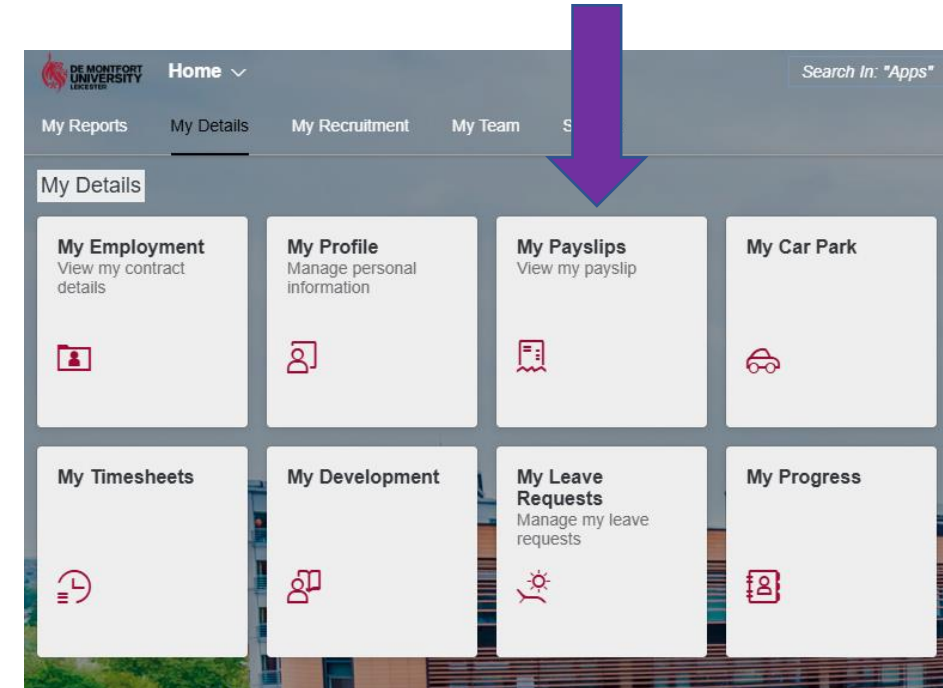 DE MONTFORT
UNIVERSITY
LEICESTER
Home
Search In: "Apps"
My Reports
My Details
My Recruitment
My Team
My Details
My Employment
View my contract
details
My Profile
Manage personal
information
My Payslips
View my payslip
My Car Park
My Timesheets
My Development
My Leave
Requests
Manage my leave
requests
My Progress